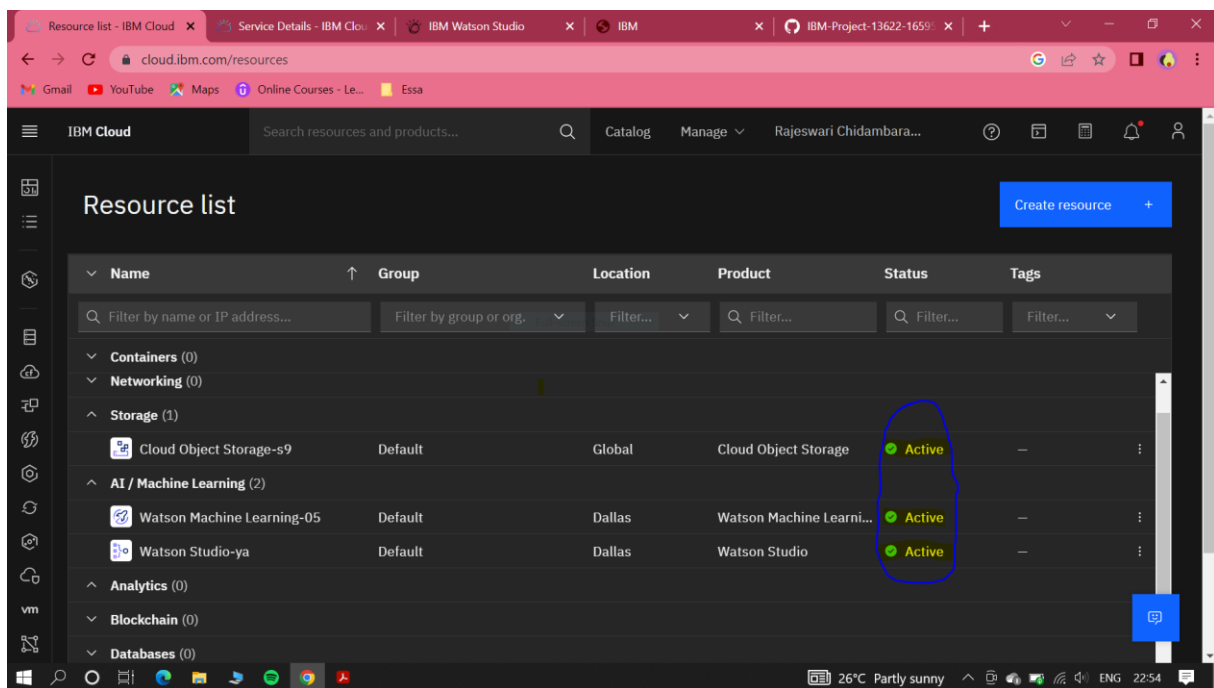 Resource list - IBM Cloud
Service Details - IBM Clou
IBM Watson Studio
IBM
IBM-Project-13622-1659
cloud.ibm.com/resources
Gmail
YouTube
Maps
Online Courses - Le...
Essa
IBM Cloud
Search resources and products...
Catalog
Manage
Rajeswari Chidambara...
Resource list
Create resource +
Name Group Location Product Status Tags
Filter by name or IP address... Filter by group or org. Filter... Filter... Filter... Filter...
Containers (0)
Networking (0)
Storage (1)
Cloud Object Storage-s9 Default Global Cloud Object Storage Active –
AI / Machine Learning (2)
Watson Machine Learning-05 Default Dallas Watson Machine Learni... Active –
Watson Studio-ya Default Dallas Watson Studio Active –
Analytics (0)
vm
Blockchain (0)
Databases (0)
26°C Partly sunny ENG 22:54